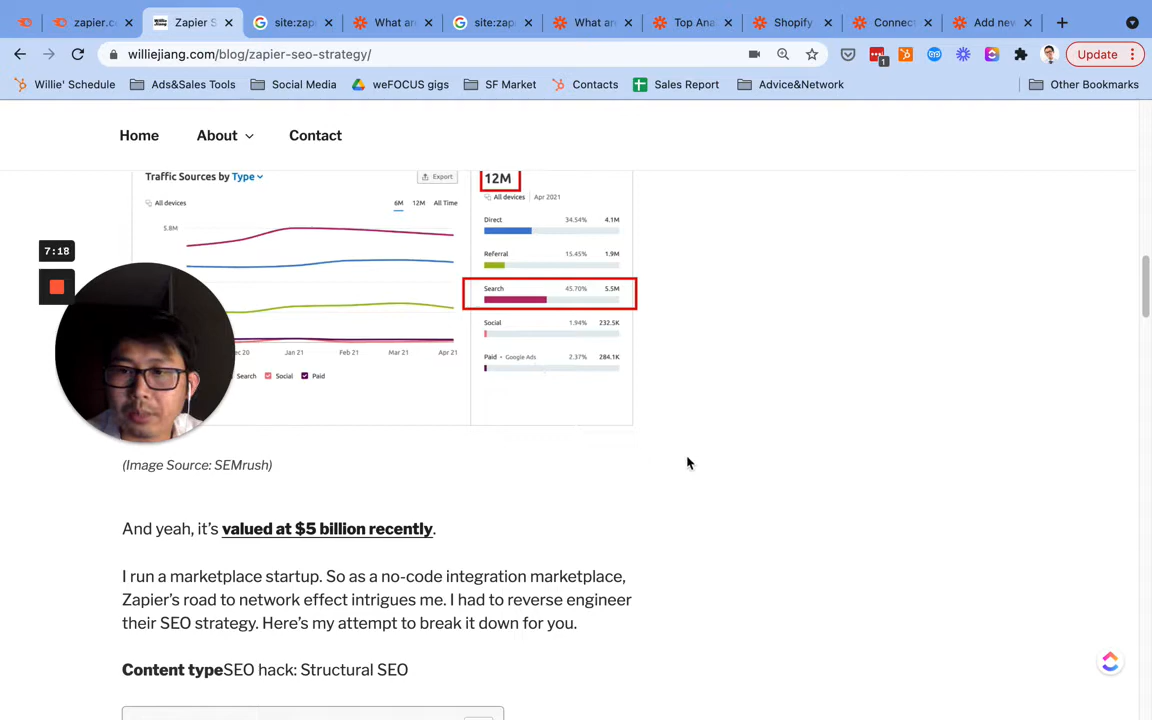 zapier.c
Zapier S
site:zap
What are
site:zap
What are
Top Ana
Shopify
Connect
Add new
williejiang.com/blog/zapier-seo-strategy/
1
Update
Willie' Schedule
Ads&Sales Tools
Social Media
weFOCUS gigs
SF Market
Contacts
Sales Report
Advice&Network
Other Bookmarks
Home
About
Contact
Traffic Sources by Type
Export
All devices
6M 12M All Time
5.8M
ec 20 Jan 21 Feb 21 Mar 21 Apr 21
Search Social Paid
12M
All devices Apr 2021
Direct 34.54% 4.1M
Referral 15.45% 1.9M
Search 45.70% 5.5M
Social 1.94% 232.5K
Paid • Google Ads 2.37% 284.1K
7:18
(Image Source: SEMrush)
And yeah, it's valued at $5 billion recently.
I run a marketplace startup. So as a no-code integration marketplace,
Zapier's road to network effect intrigues me. I had to reverse engineer
their SEO strategy. Here's my attempt to break it down for you.
Content typeSEO hack: Structural SEO